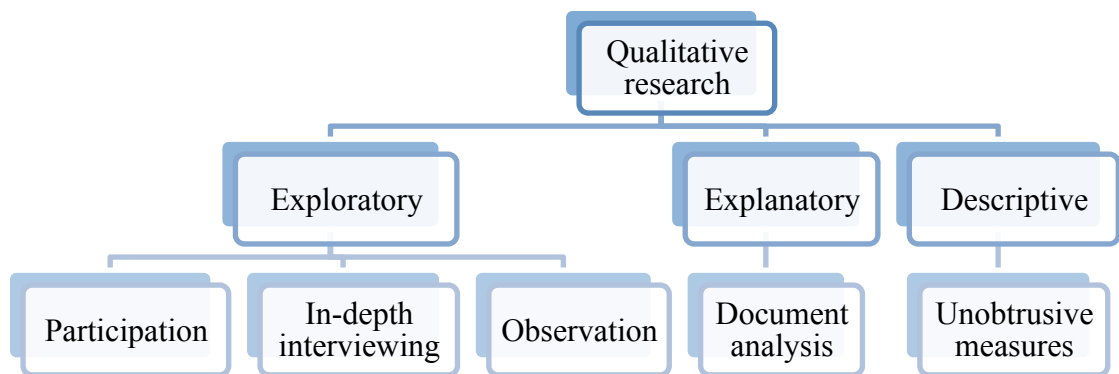 Qualitative
research
Exploratory
Explanatory
Descriptive
Participation
In-depth
interviewing
Observation
Document
analysis
Unobtrusive
measures